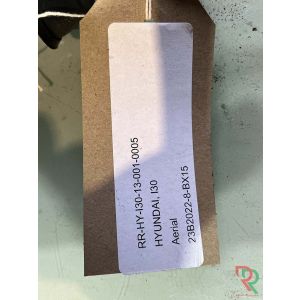 RR-HY-I30-13-001-0005
HYUNDAI, I30
Aerial
23B2022-8-BX15